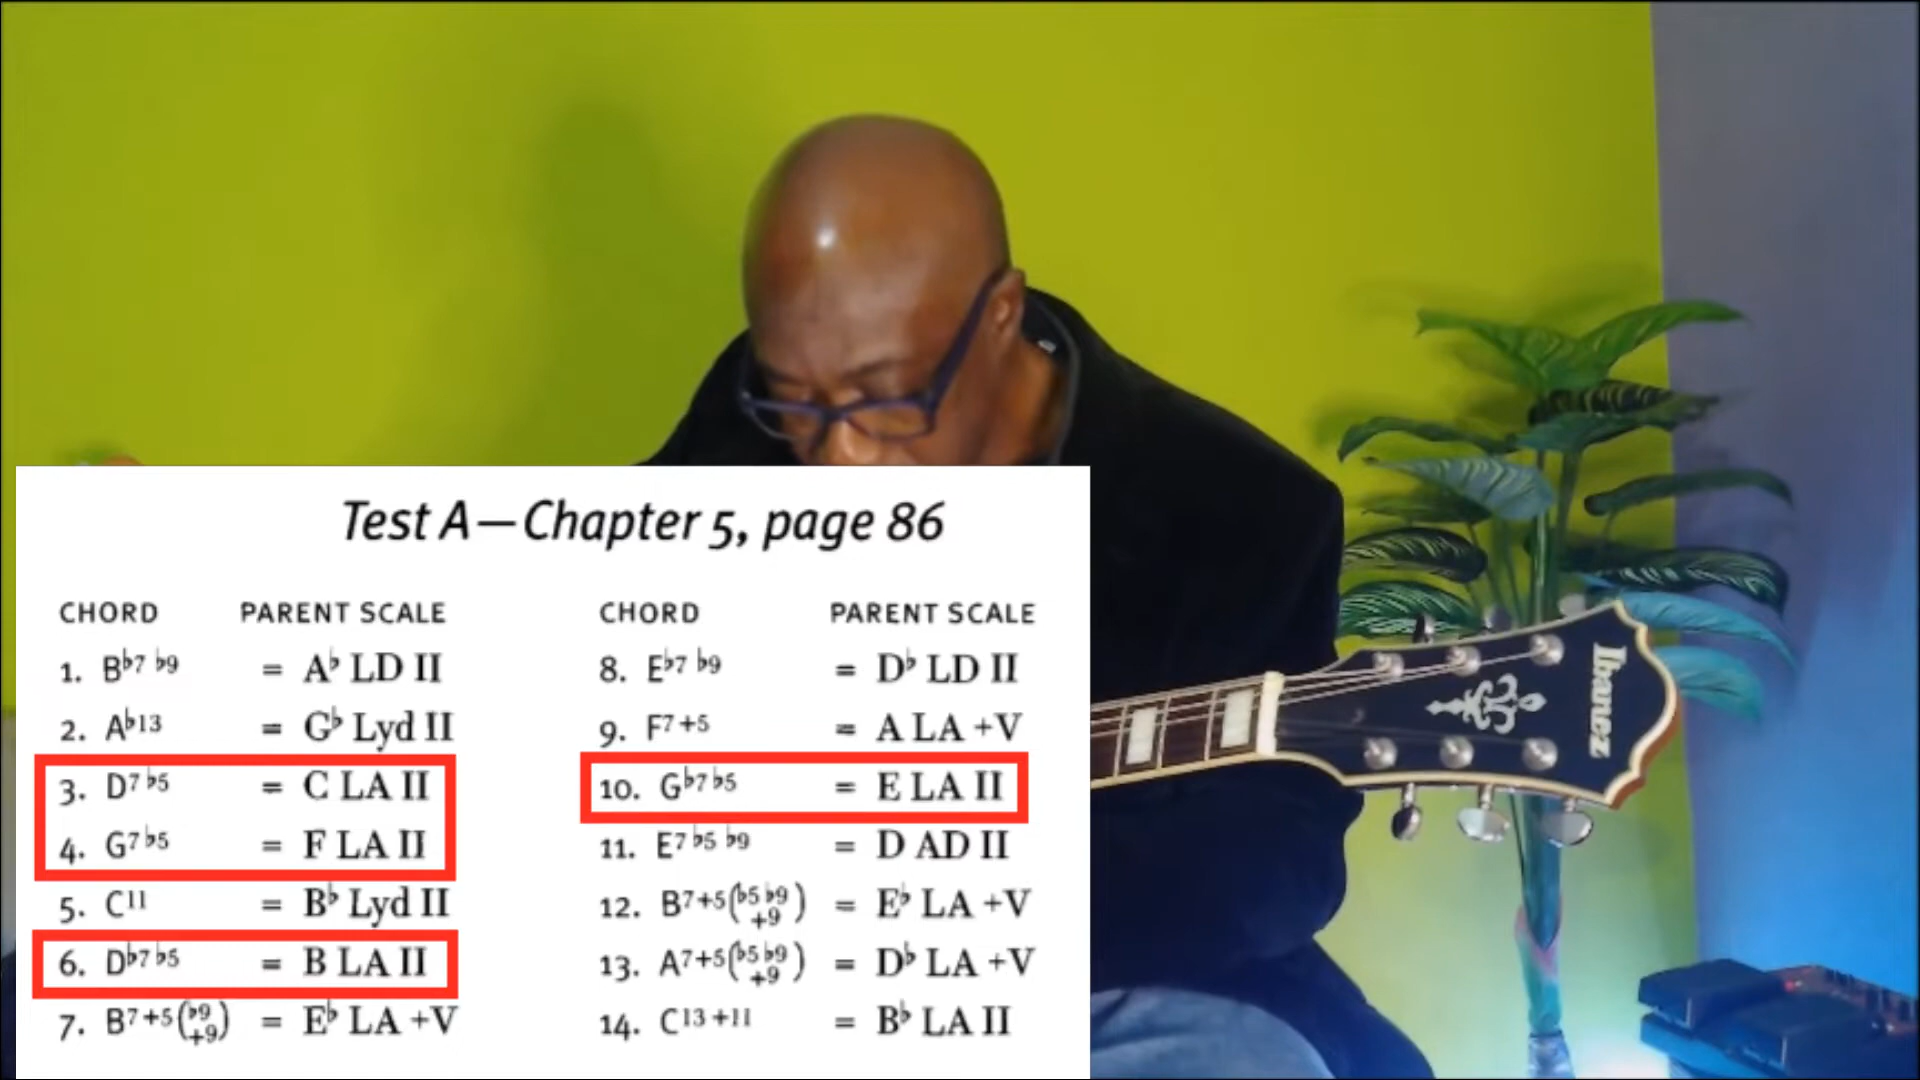 Test A—Chapter 5, page 86
CHORD PARENT SCALE
1. B♭7 ♭9 = A♭ LD II
2. A♭13 = G♭ Lyd II
3. D7 ♭5 = C LA II
4. G7 ♭5 = F LA II
5. C11 = B♭ Lyd II
6. D♭7 ♭5 = B LA II
7. B7+5(♭9 +9) = E♭ LA +V
CHORD PARENT SCALE
8. E♭7 ♭9 = D♭ LD II
9. F7+5 = A LA +V
10. G♭7 ♭5 = E LA II
11. E7 ♭5 ♭9 = D AD II
12. B7+5(♭5 ♭9 +9) = E♭ LA +V
13. A7+5(♭5 ♭9 +9) = D♭ LA +V
14. C13 +11 = B♭ LA II
Ibanez